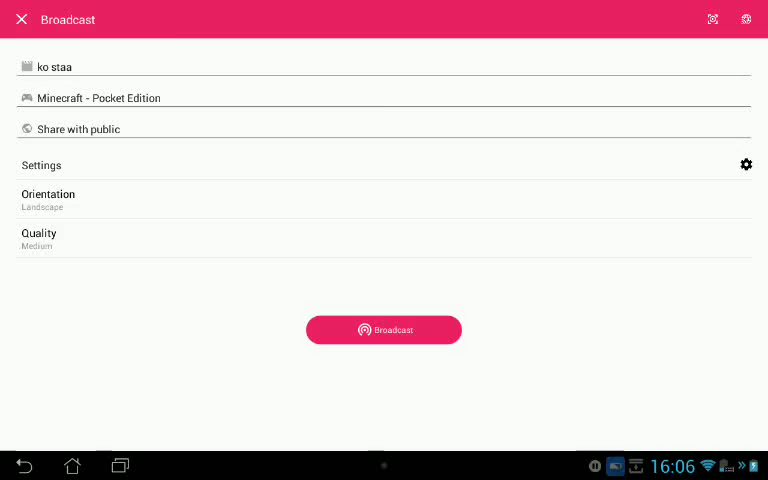 Broadcast
ko staa
Minecraft - Pocket Edition
Share with public
Settings
Orientation
Landscape
Quality
Medium
Broadcast
16:06